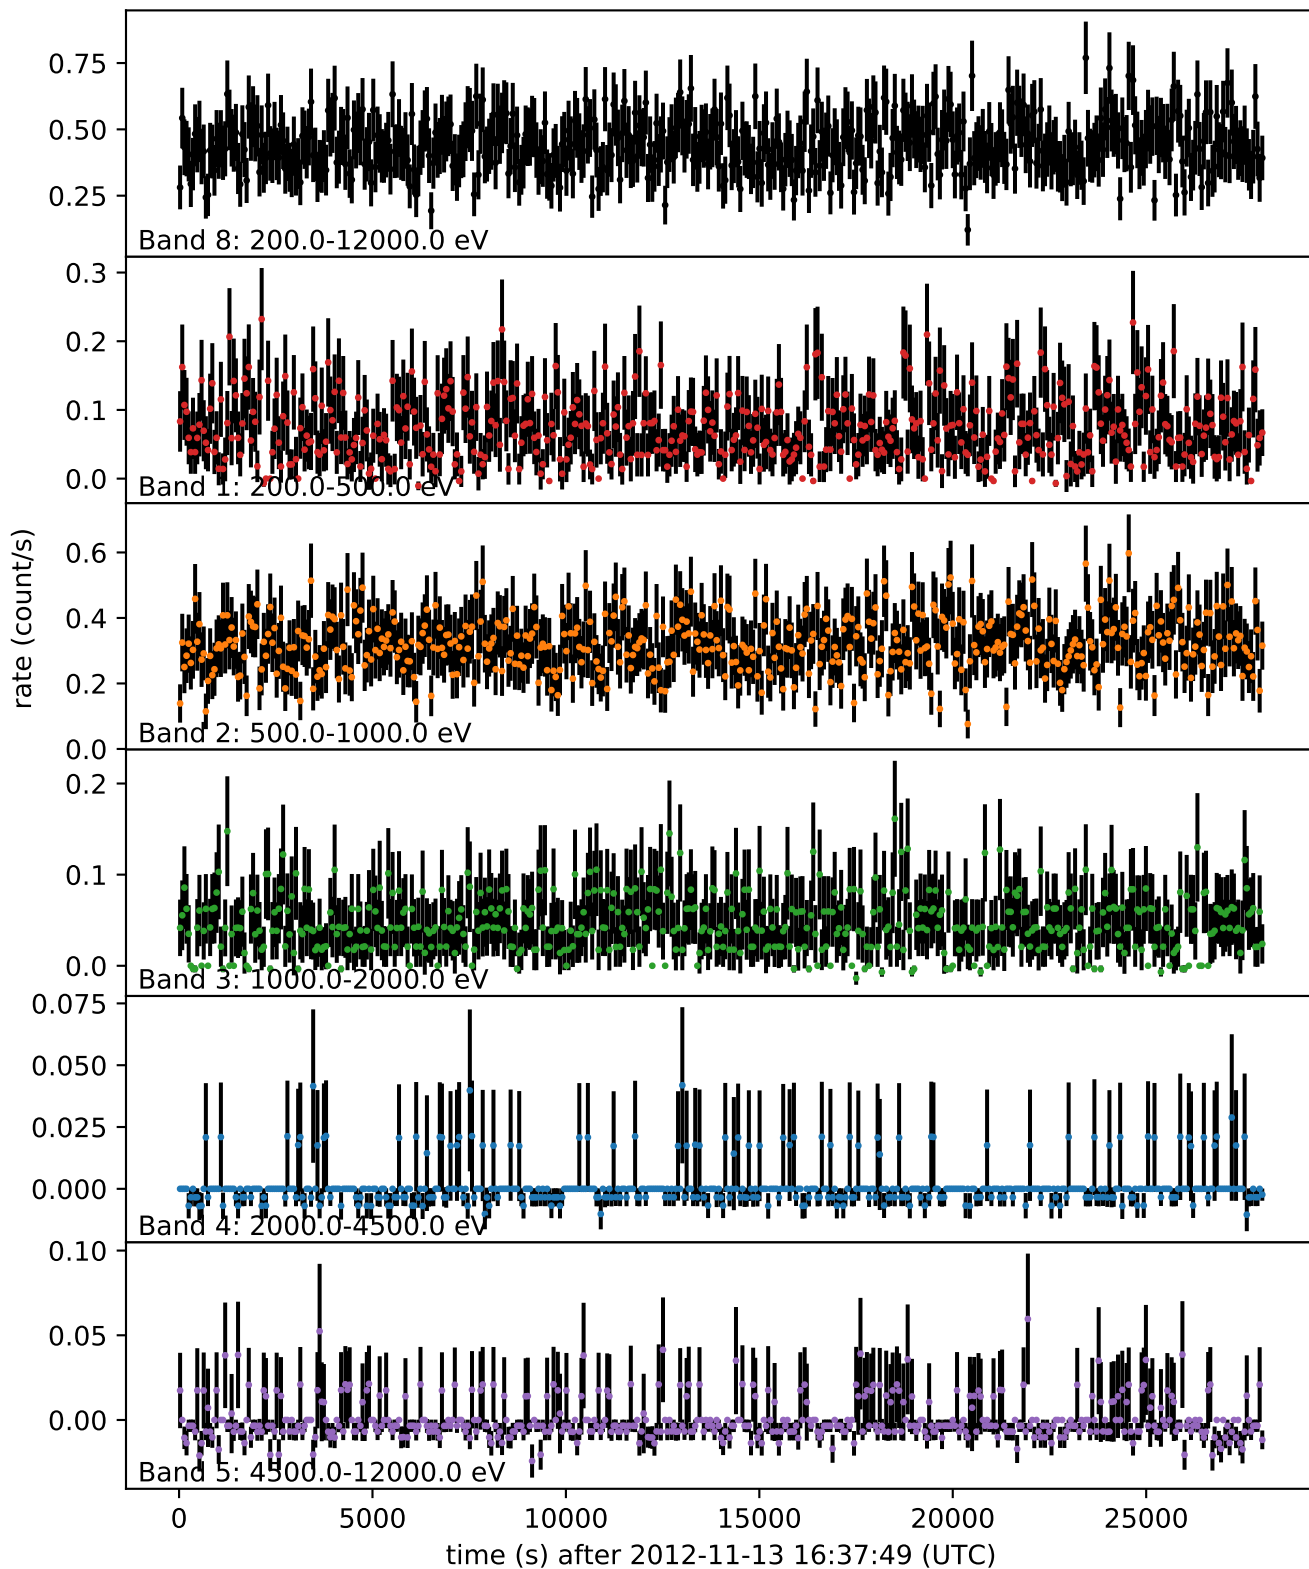 0.75
0.50
0.25
Band 8: 200.0-12000.0 eV
0.3
0.2
0.1
0.0
Band 1: 200.0-500.0 eV
0.6
0.4
0.2
0.0
Band 2: 500.0-1000.0 eV
rate (count/s)
0.2
0.1
0.0
Band 3: 1000.0-2000.0 eV
0.075
0.050
0.025
0.000
Band 4: 2000.0-4500.0 eV
0.10
0.05
0.00
Band 5: 4500.0-12000.0 eV
0 5000 10000 15000 20000 25000
time (s) after 2012-11-13 16:37:49 (UTC)